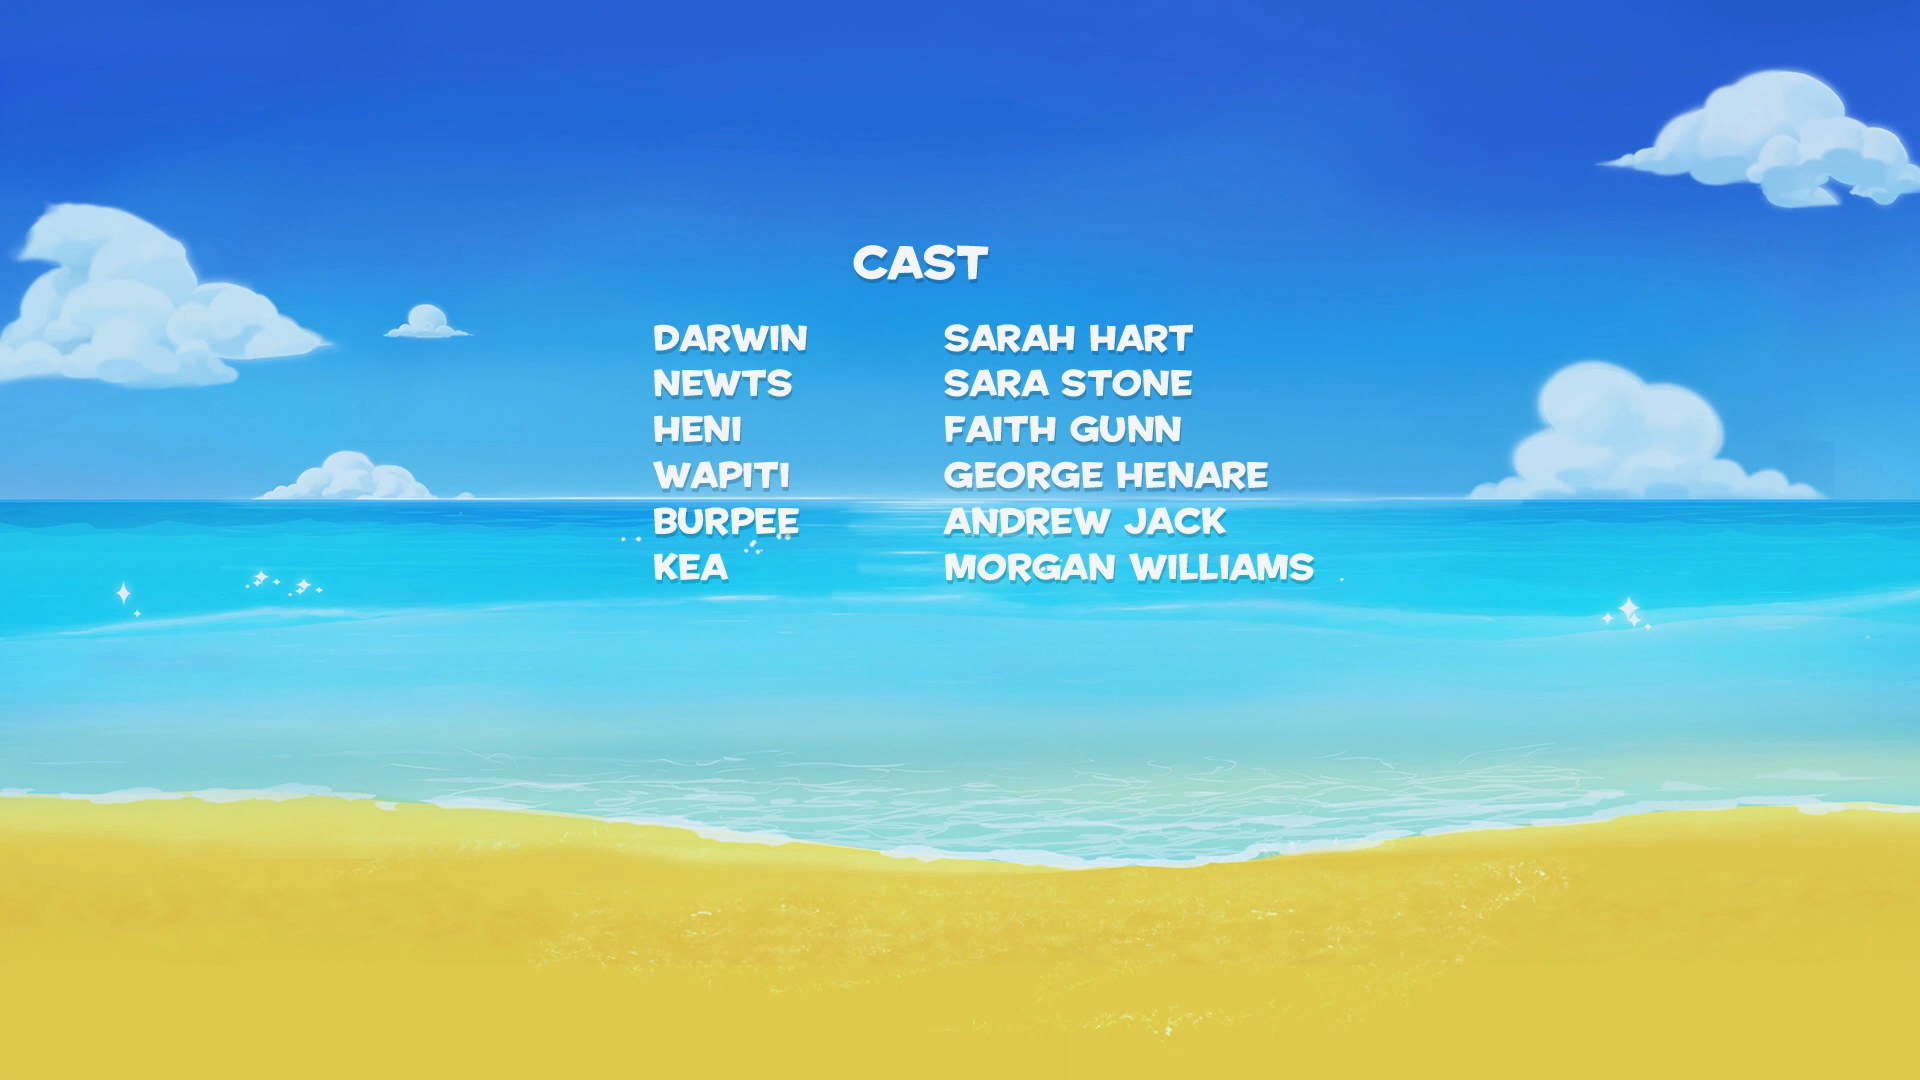 CAST
DARWIN SARAH HART
NEWTS SARA STONE
HENI FAITH GUNN
WAPITI GEORGE HENARE
BURPEE ANDREW JACK
KEA MORGAN WILLIAMS